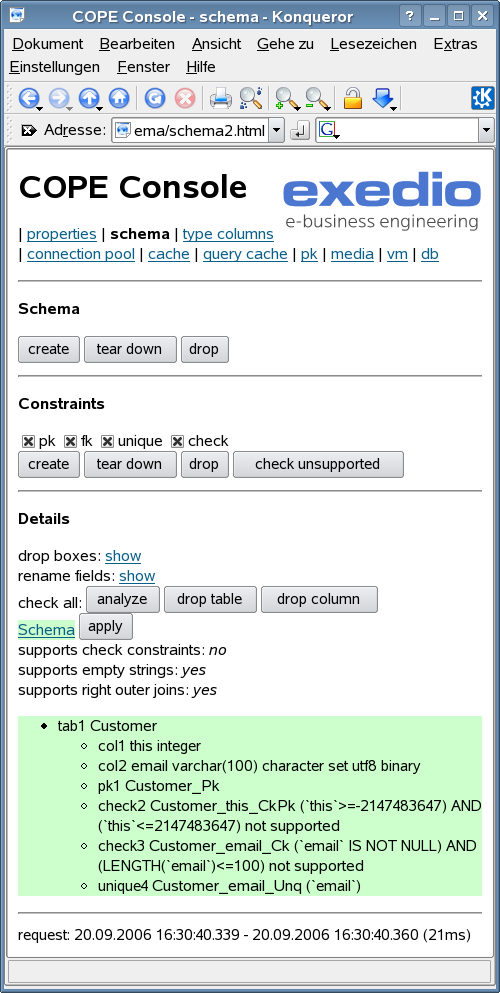 COPE Console - schema - Konqueror
Dokument Bearbeiten Ansicht Gehe zu Lesezeichen Extras
Einstellungen Fenster Hilfe
Adresse: ema/schema2.html
COPE Console
exedio
e-business engineering
| properties | schema | type columns
| connection pool | cache | query cache | pk | media | vm | db
Schema
create tear down drop
Constraints
pk fk unique check
create tear down drop check unsupported
Details
drop boxes: show
rename fields: show
check all: analyze drop table drop column
Schema apply
supports check constraints: no
supports empty strings: yes
supports right outer joins: yes
tab1 Customer
col1 this integer
col2 email varchar(100) character set utf8 binary
pk1 Customer_Pk
check2 Customer_this_CkPk (`this`>=-2147483647) AND
(`this`<=2147483647) not supported
check3 Customer_email_Ck (`email` IS NOT NULL) AND
(LENGTH(`email`)<=100) not supported
unique4 Customer_email_Unq (`email`)
request: 20.09.2006 16:30:40.339 - 20.09.2006 16:30:40.360 (21ms)